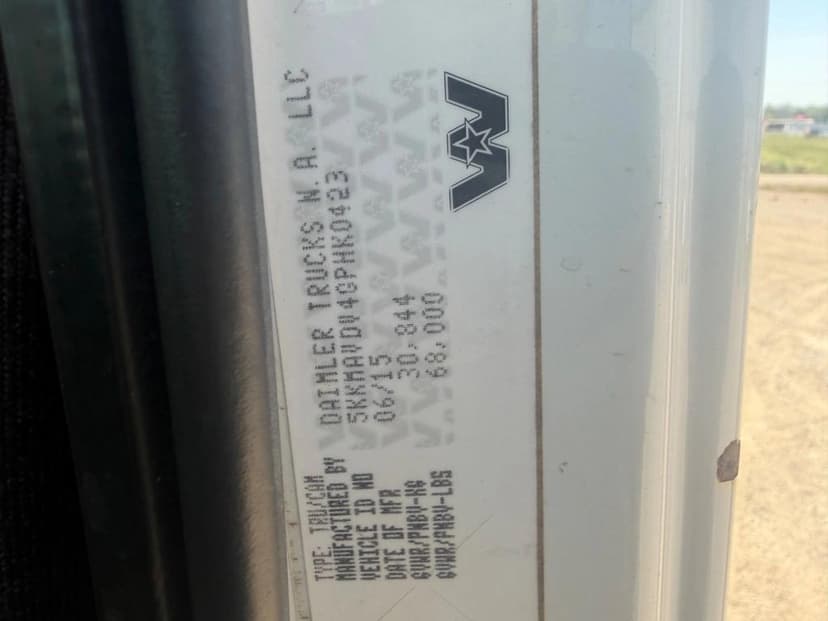 TYPE: TRU/CAM
MANUFACTURED BY DAIMLER TRUCKS N.A. LLC
VEHICLE ID NO 5KKMAVDV4GPHK0423
DATE OF MFR 06/15
GVWR/PNBV-KG 30,844
GVWR/PNBV-LBS 68,000